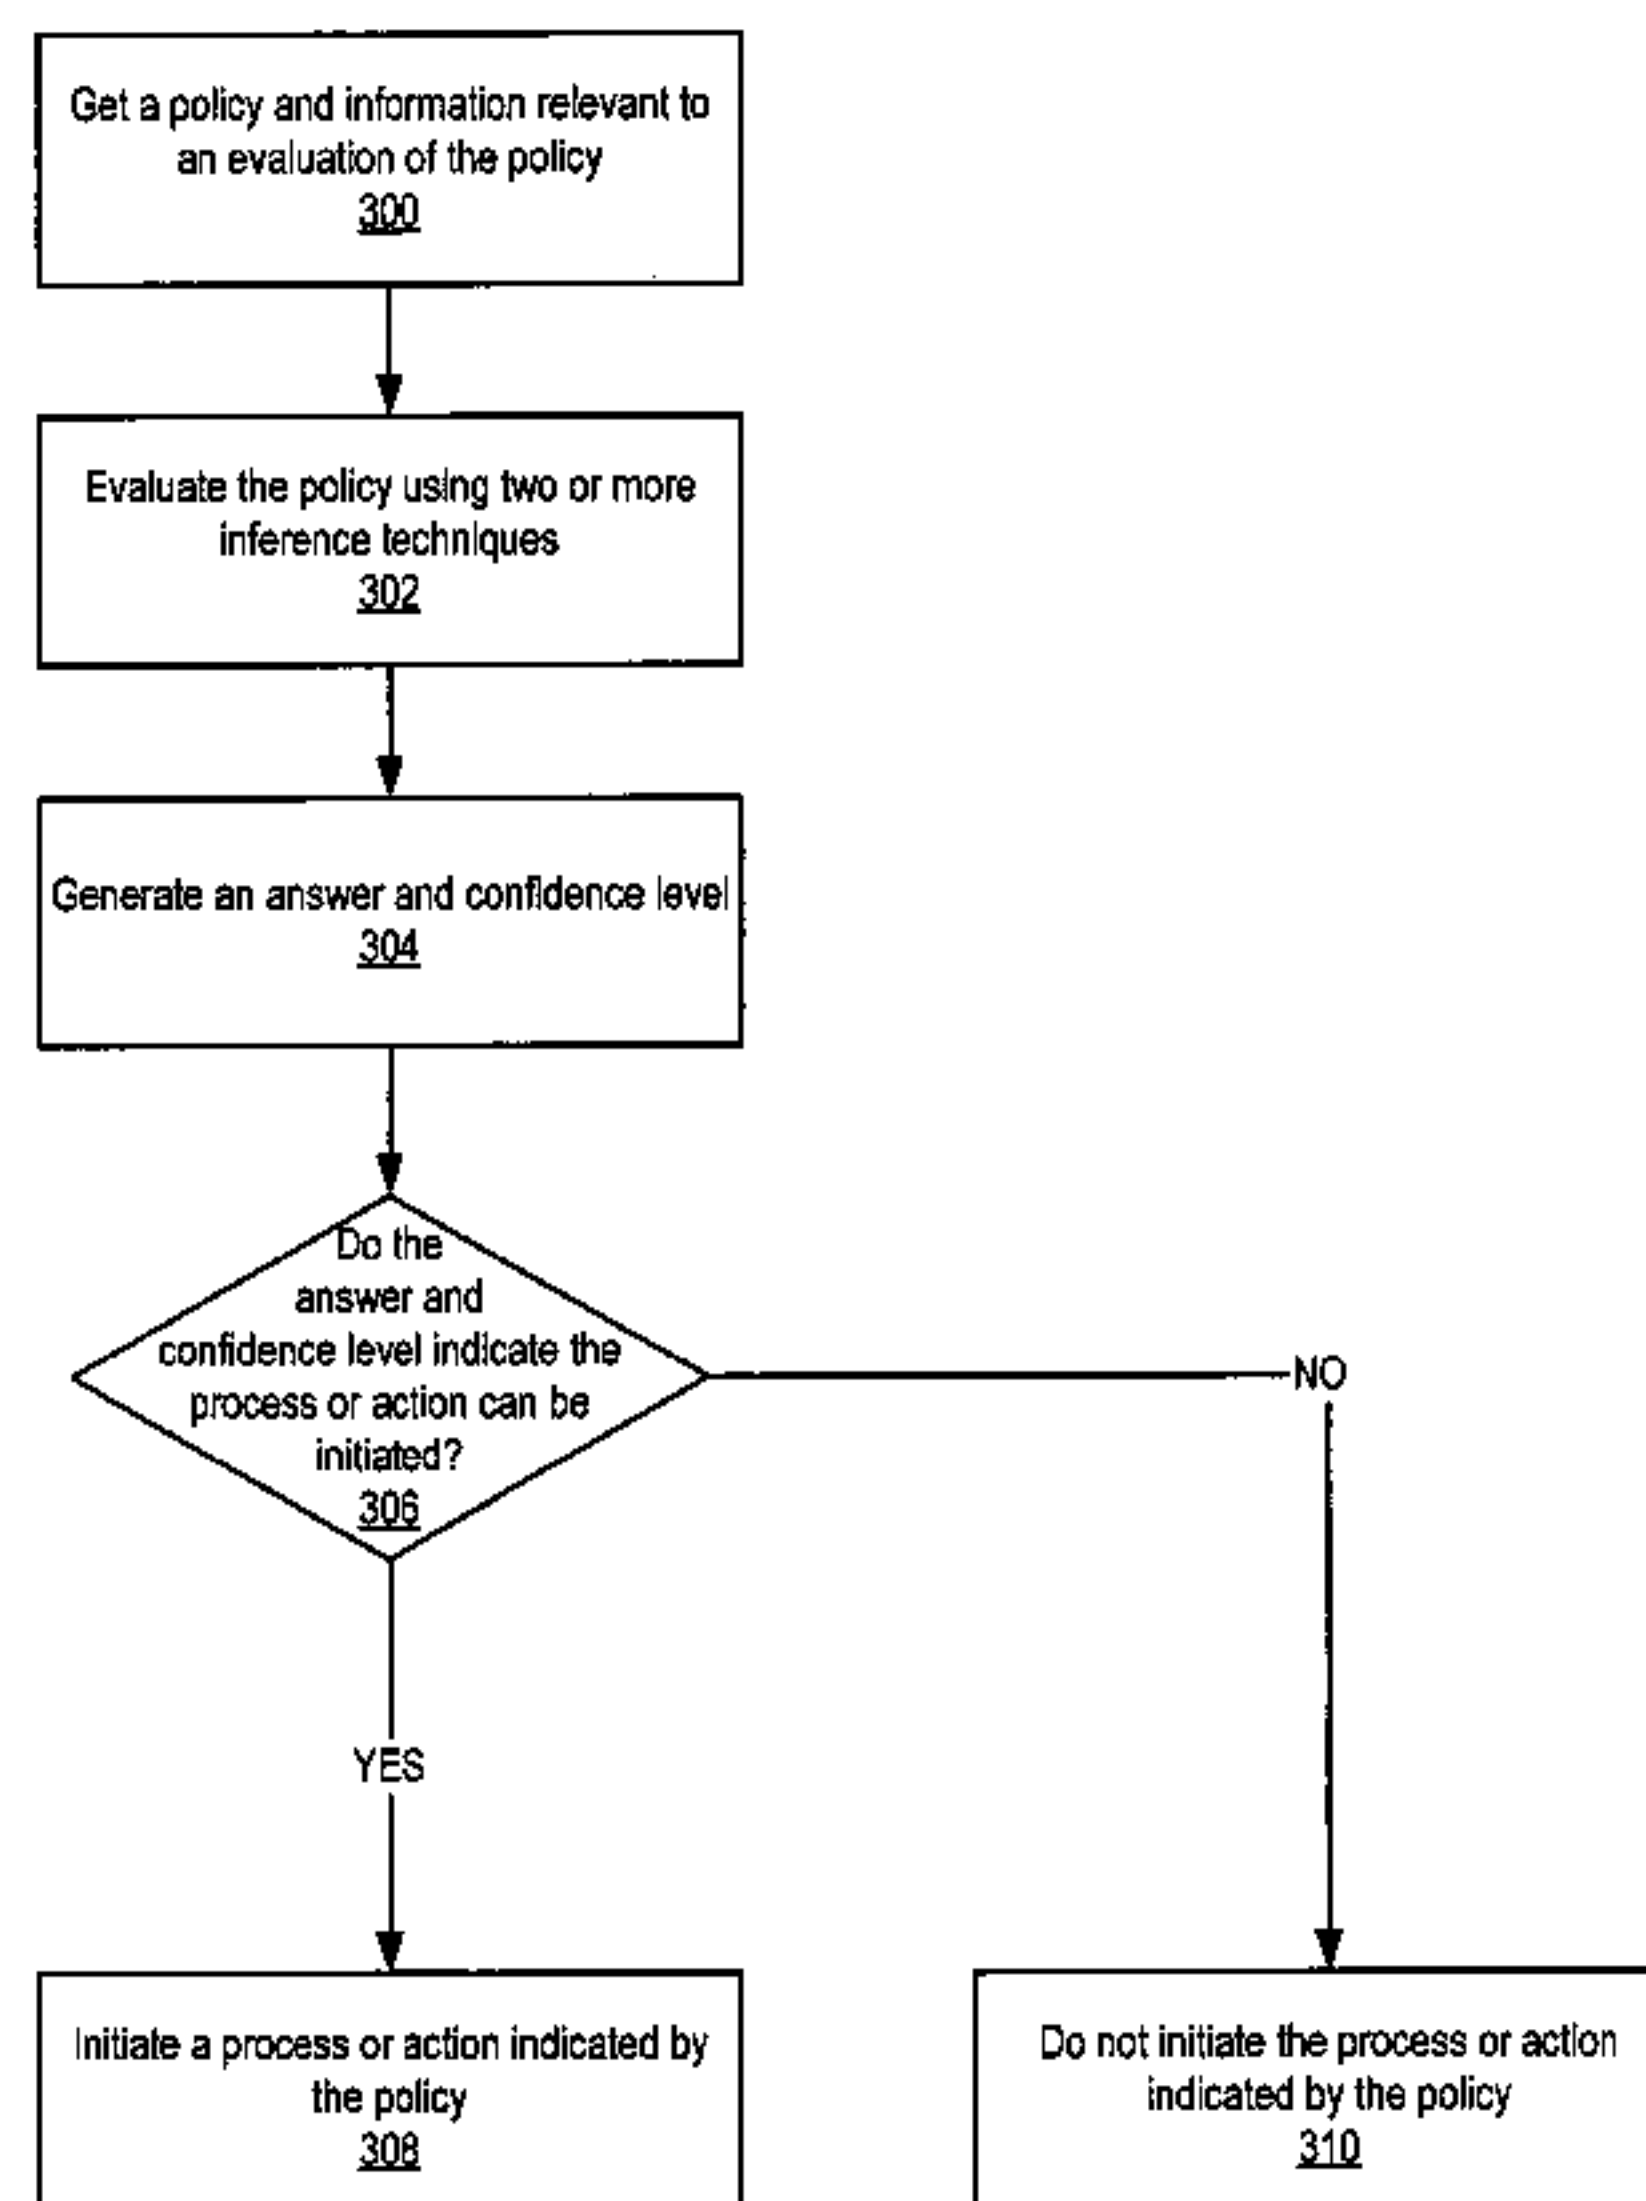 Get a policy and information relevant to
an evaluation of the policy
300
Evaluate the policy using two or more
inference techniques
302
Generate an answer and confidence level
304
Do the
answer and
confidence level indicate the
process or action can be
initiated?
306
NO
YES
Initiate a process or action indicated by
the policy
308
Do not initiate the process or action
indicated by the policy
310